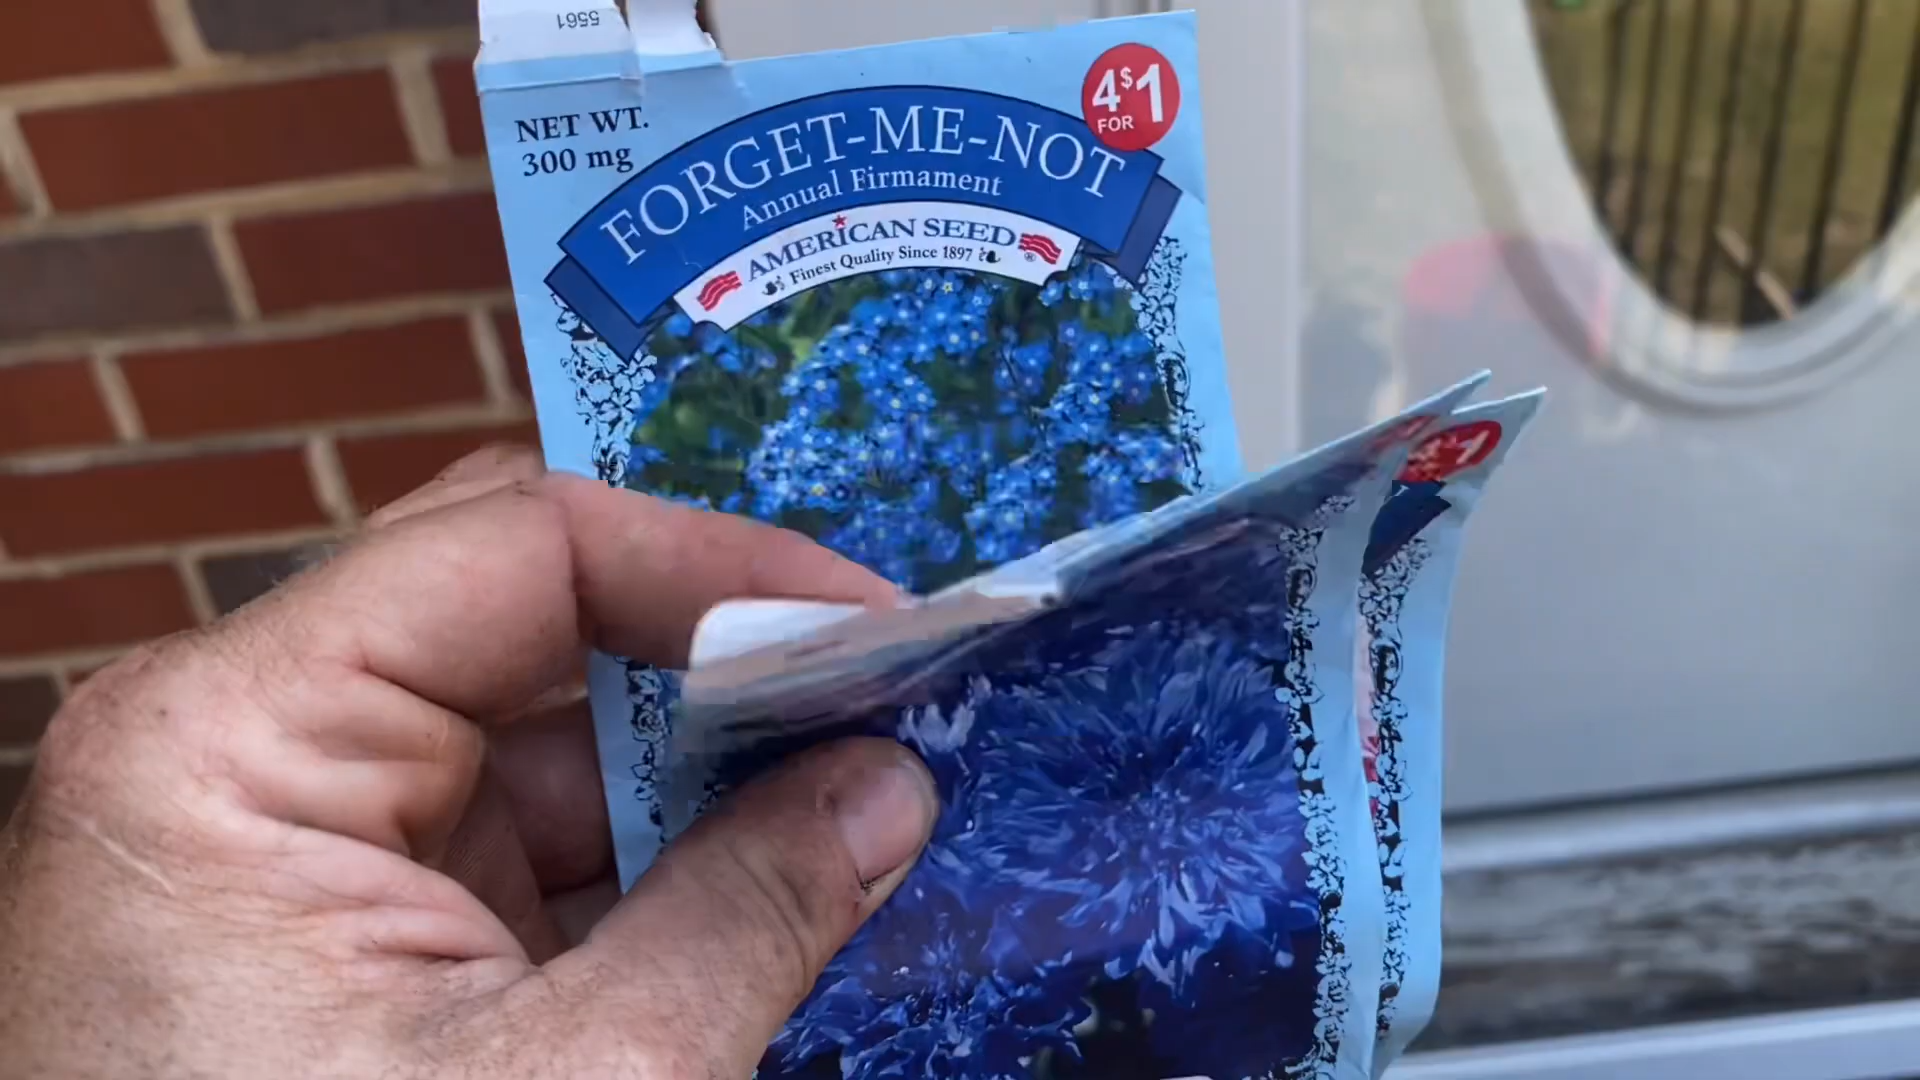 5561
NET WT.
300 mg
4 FOR $1
FORGET-ME-NOT
Annual Firmament
AMERICAN SEED
Finest Quality Since 1897
$1